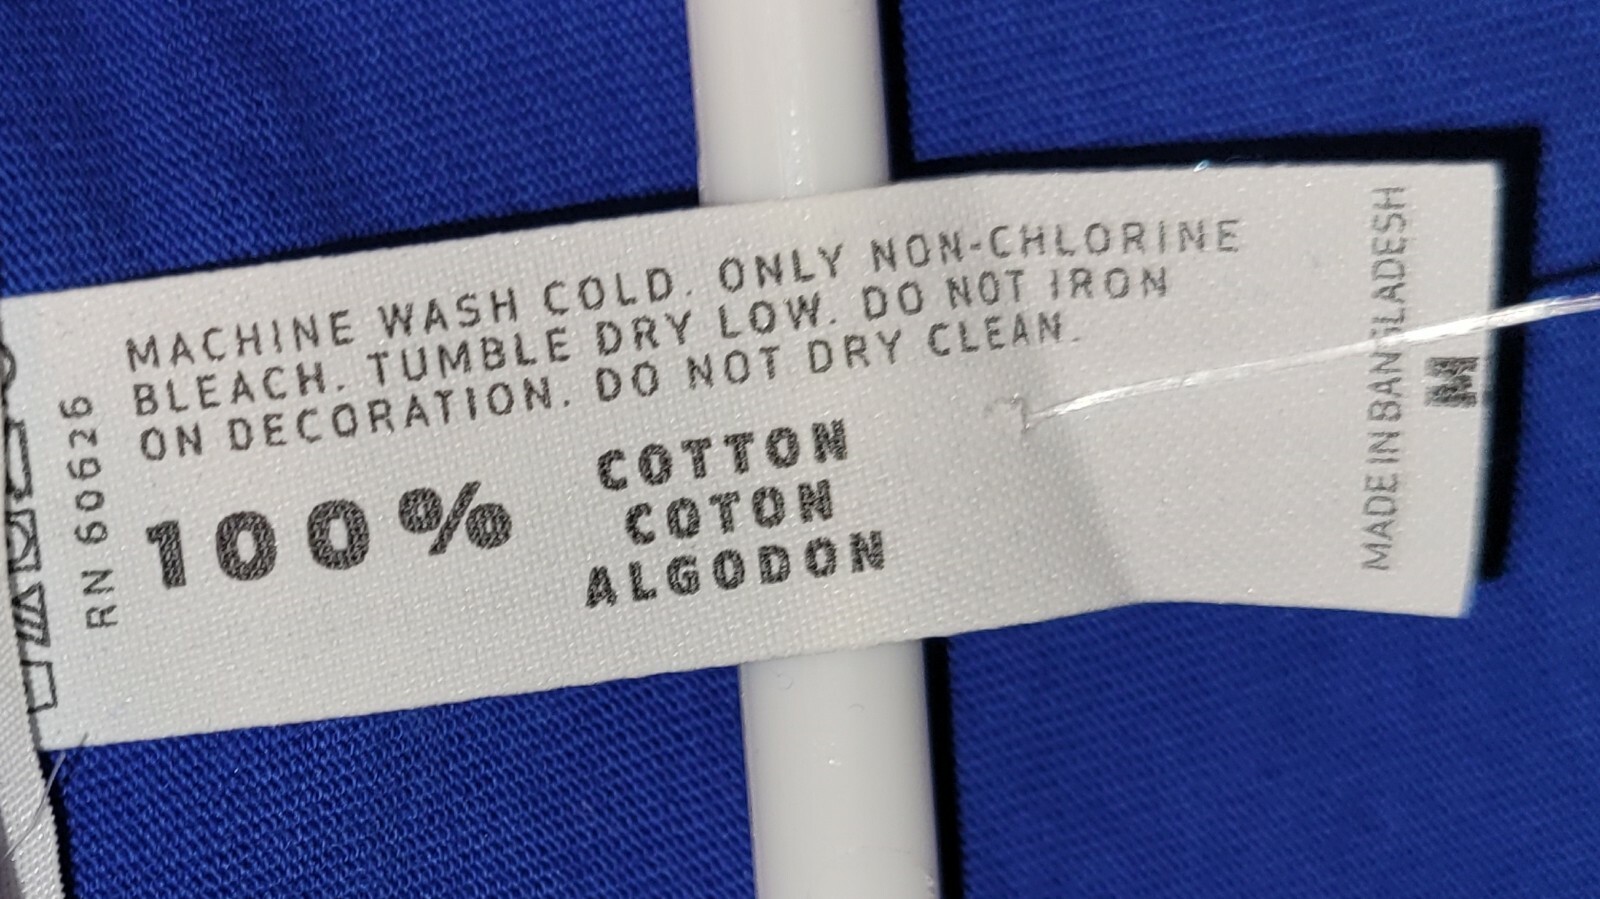 RN 60626
MACHINE WASH COLD. ONLY NON-CHLORINE
BLEACH. TUMBLE DRY LOW. DO NOT IRON
ON DECORATION. DO NOT DRY CLEAN.
100%
COTTON
COTON
ALGODON
MADE IN BANGLADESH
M